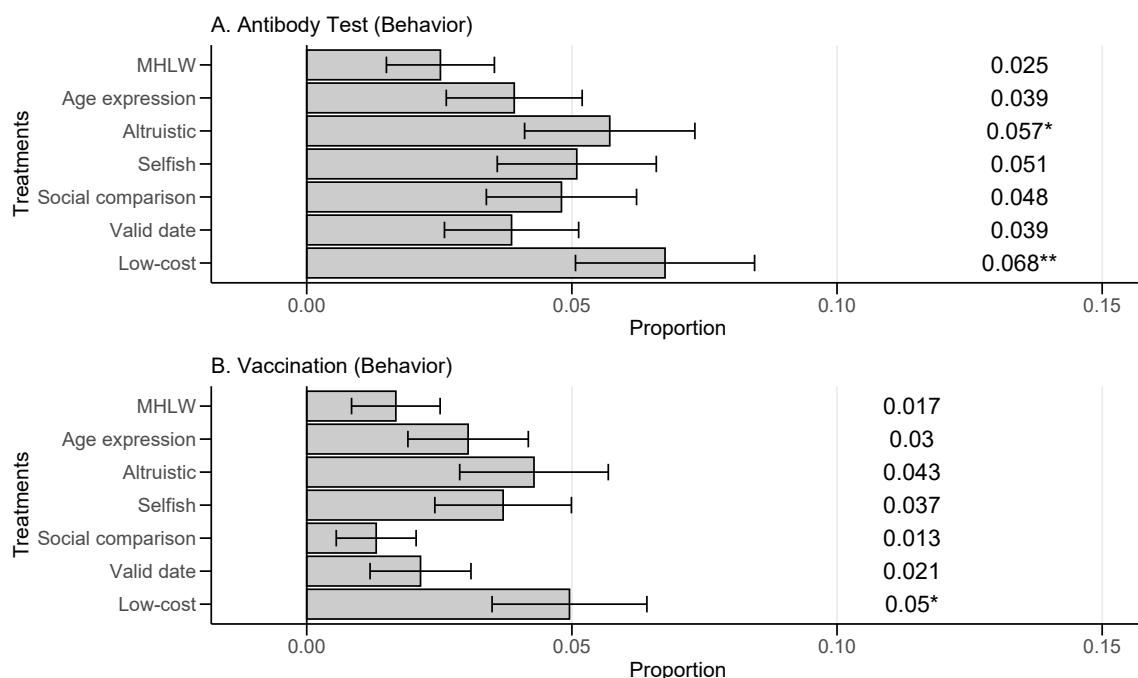 A. Antibody Test (Behavior)
Treatments
MHLW 0.025
Age expression 0.039
Altruistic 0.057*
Selfish 0.051
Social comparison 0.048
Valid date 0.039
Low-cost 0.068**
0.00 0.05 0.10 0.15
Proportion
B. Vaccination (Behavior)
Treatments
MHLW 0.017
Age expression 0.03
Altruistic 0.043
Selfish 0.037
Social comparison 0.013
Valid date 0.021
Low-cost 0.05*
0.00 0.05 0.10 0.15
Proportion